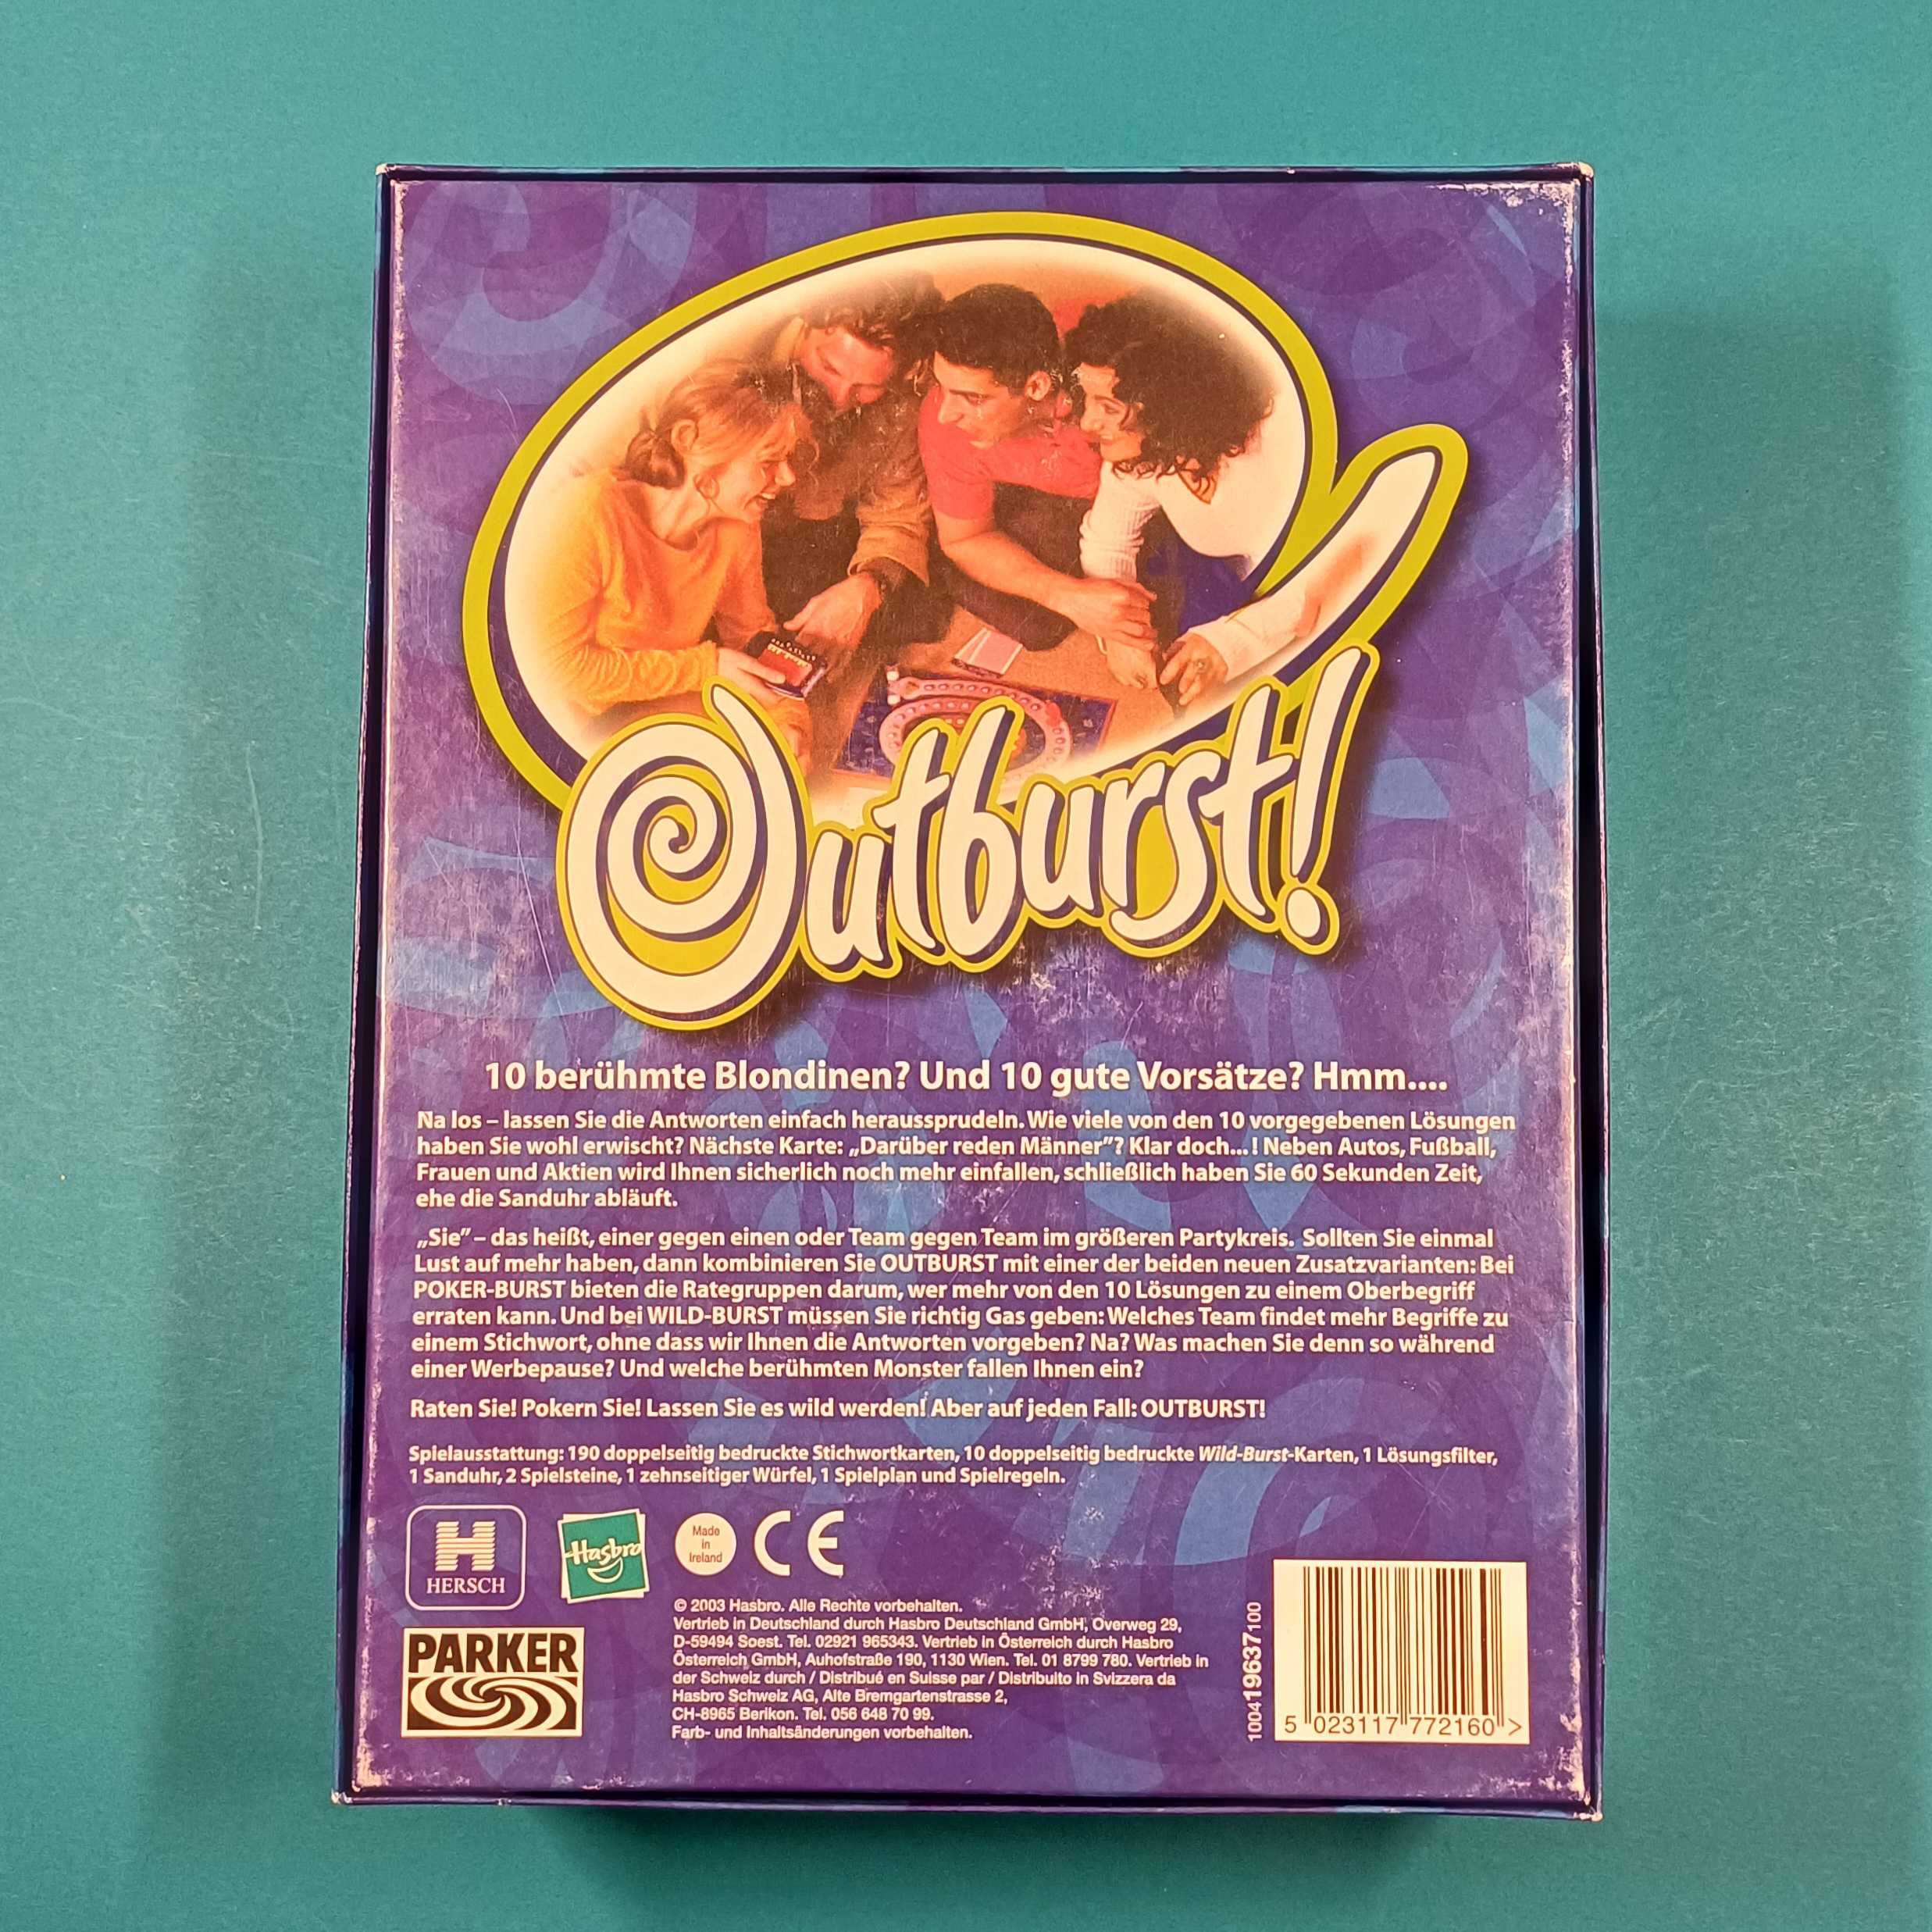 Outburst!
10 berühmte Blondinen? Und 10 gute Vorsätze? Hmm....
Na los – lassen Sie die Antworten einfach heraussprudeln. Wie viele von den 10 vorgegebenen Lösungen
haben Sie wohl erwischt? Nächste Karte: „Darüber reden Männer”? Klar doch...! Neben Autos, Fußball,
Frauen und Aktien wird Ihnen sicherlich noch mehr einfallen, schließlich haben Sie 60 Sekunden Zeit,
ehe die Sanduhr abläuft.
„Sie” – das heißt, einer gegen einen oder Team gegen Team im größeren Partykreis. Sollten Sie einmal
Lust auf mehr haben, dann kombinieren Sie OUTBURST mit einer der beiden neuen Zusatzvarianten: Bei
POKER-BURST bieten die Rategruppen darum, wer mehr von den 10 Lösungen zu einem Oberbegriff
erraten kann. Und bei WILD-BURST müssen Sie richtig Gas geben: Welches Team findet mehr Begriffe zu
einem Stichwort, ohne dass wir Ihnen die Antworten vorgeben? Na? Was machen Sie denn so während
einer Werbepause? Und welche berühmten Monster fallen Ihnen ein?
Raten Sie! Pokern Sie! Lassen Sie es wild werden! Aber auf jeden Fall: OUTBURST!
Spielausstattung: 190 doppelseitig bedruckte Stichwortkarten, 10 doppelseitig bedruckte Wild-Burst-Karten, 1 Lösungsfilter,
1 Sanduhr, 2 Spielsteine, 1 zehnseitiger Würfel, 1 Spielplan und Spielregeln.
H
HERSCH
Hasbro
Made
in
Ireland
CE
PARKER
© 2003 Hasbro. Alle Rechte vorbehalten.
Vertrieb in Deutschland durch Hasbro Deutschland GmbH, Overweg 29,
D-59494 Soest. Tel. 02921 965343. Vertrieb in Österreich durch Hasbro
Österreich GmbH, Auhofstraße 190, 1130 Wien. Tel. 01 8799 780. Vertrieb in
der Schweiz durch / Distribué en Suisse par / Distribuito in Svizzera da
Hasbro Schweiz AG, Alte Bremgartenstrasse 2,
CH-8965 Berikon. Tel. 056 648 70 99.
Farb- und Inhaltsänderungen vorbehalten.
100419637100
5 023117 772160 >